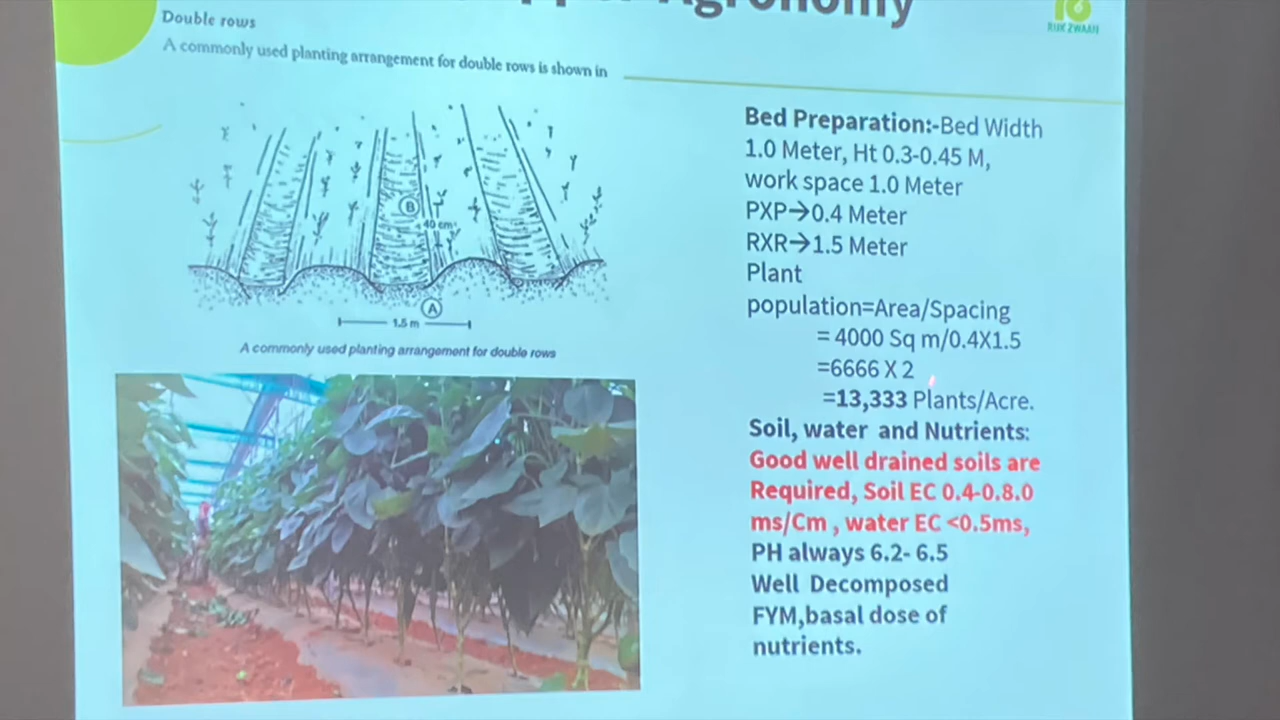 Agronomy
RIJK ZWAAN
Double rows
A commonly used planting arrangement for double rows is shown in
B
40 cm
A
1.5 m
A commonly used planting arrangement for double rows
Bed Preparation:-Bed Width
1.0 Meter, Ht 0.3-0.45 M,
work space 1.0 Meter
PXP→0.4 Meter
RXR→1.5 Meter
Plant
population=Area/Spacing
= 4000 Sq m/0.4X1.5
=6666 X 2
=13,333 Plants/Acre.
Soil, water and Nutrients:
Good well drained soils are
Required, Soil EC 0.4-0.8.0
ms/Cm , water EC <0.5ms,
PH always 6.2- 6.5
Well Decomposed
FYM,basal dose of
nutrients.